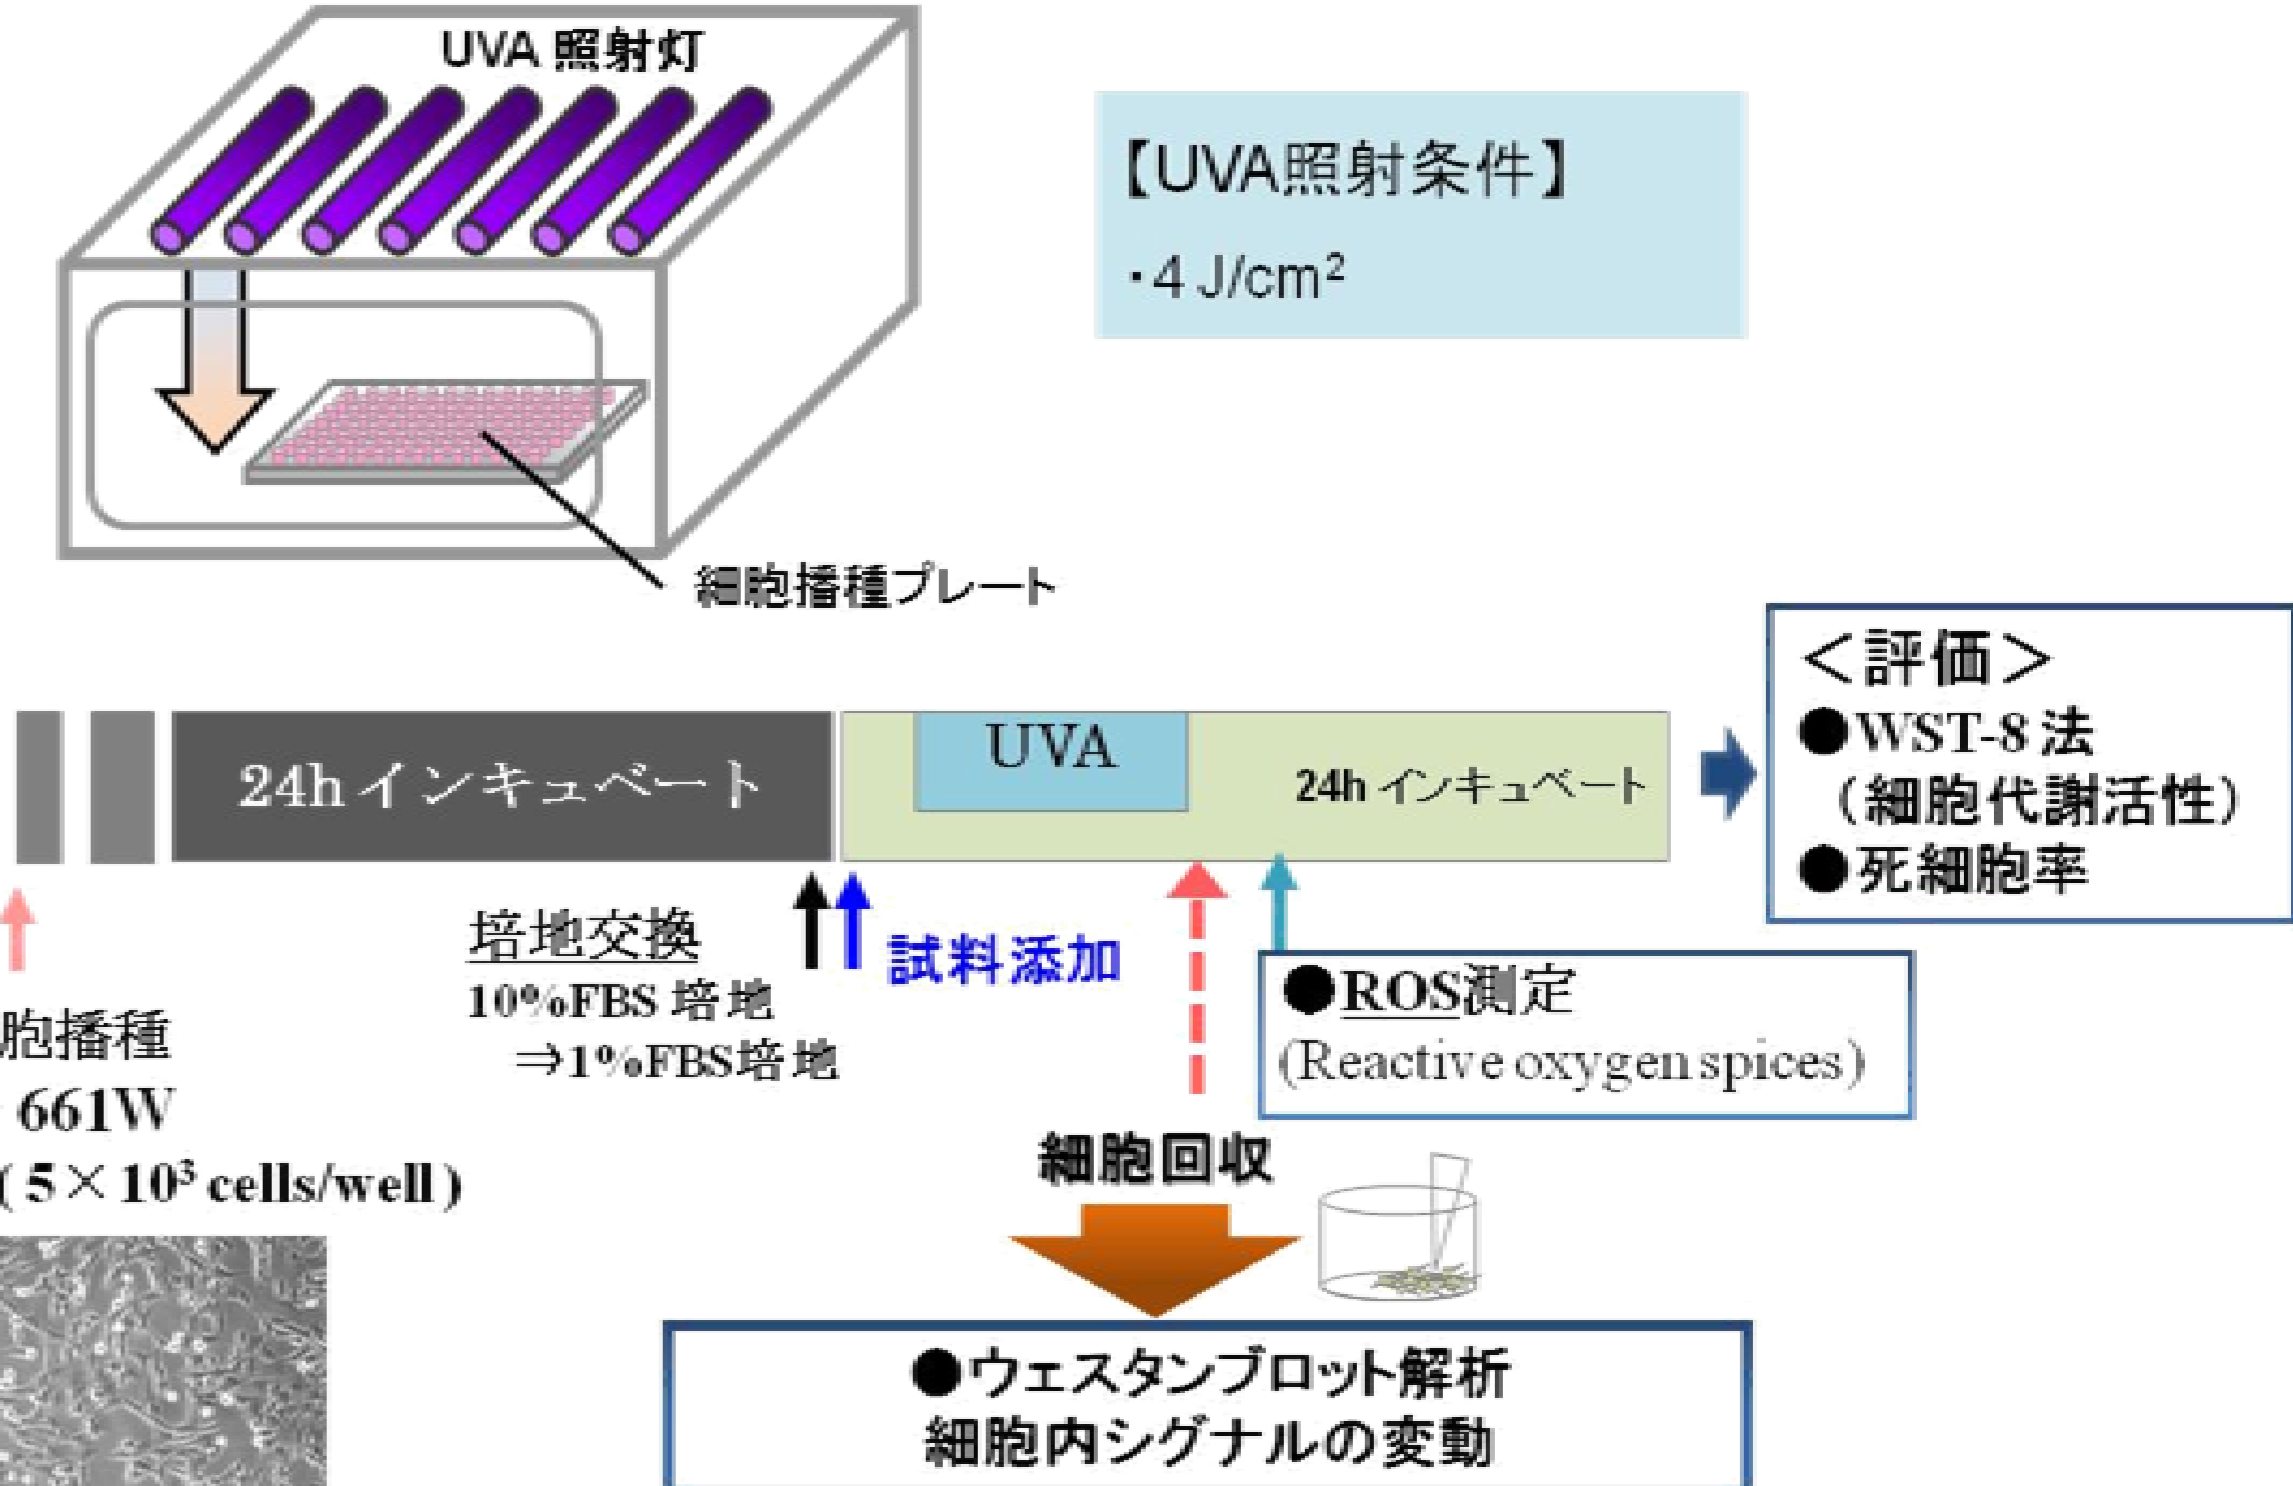 UVA 照射灯
【UVA照射条件】
・4 J/cm²
細胞播種プレート
24h インキュベート
UVA
24h インキュベート
＜評価＞
●WST-8 法
（細胞代謝活性）
●死細胞率
培地交換
10%FBS 培地
⇒1%FBS培地
試料添加
●ROS測定
(Reactive oxygen spices)
胞播種
661W
( 5×10³ cells/well )
細胞回収
●ウェスタンブロット解析
細胞内シグナルの変動